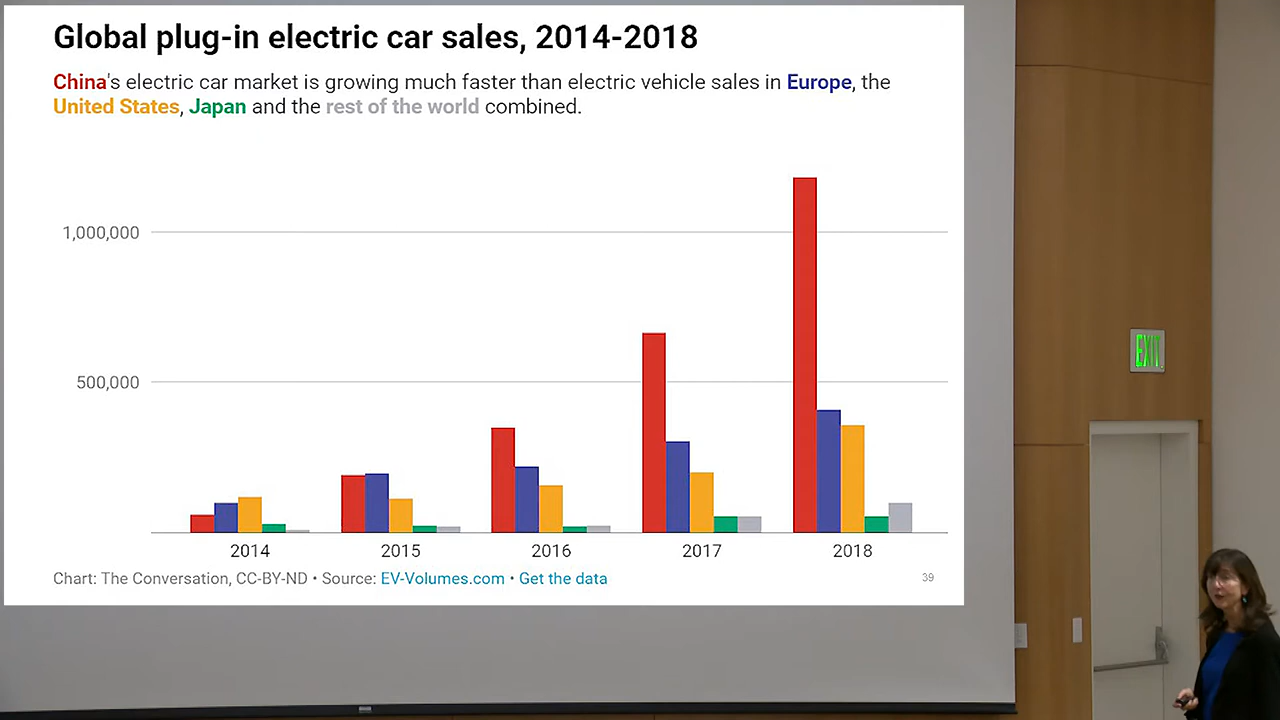 Global plug-in electric car sales, 2014-2018
China's electric car market is growing much faster than electric vehicle sales in Europe, the
United States, Japan and the rest of the world combined.
1,000,000
500,000
2014 2015 2016 2017 2018
Chart: The Conversation, CC-BY-ND • Source: EV-Volumes.com • Get the data
39
EXIT